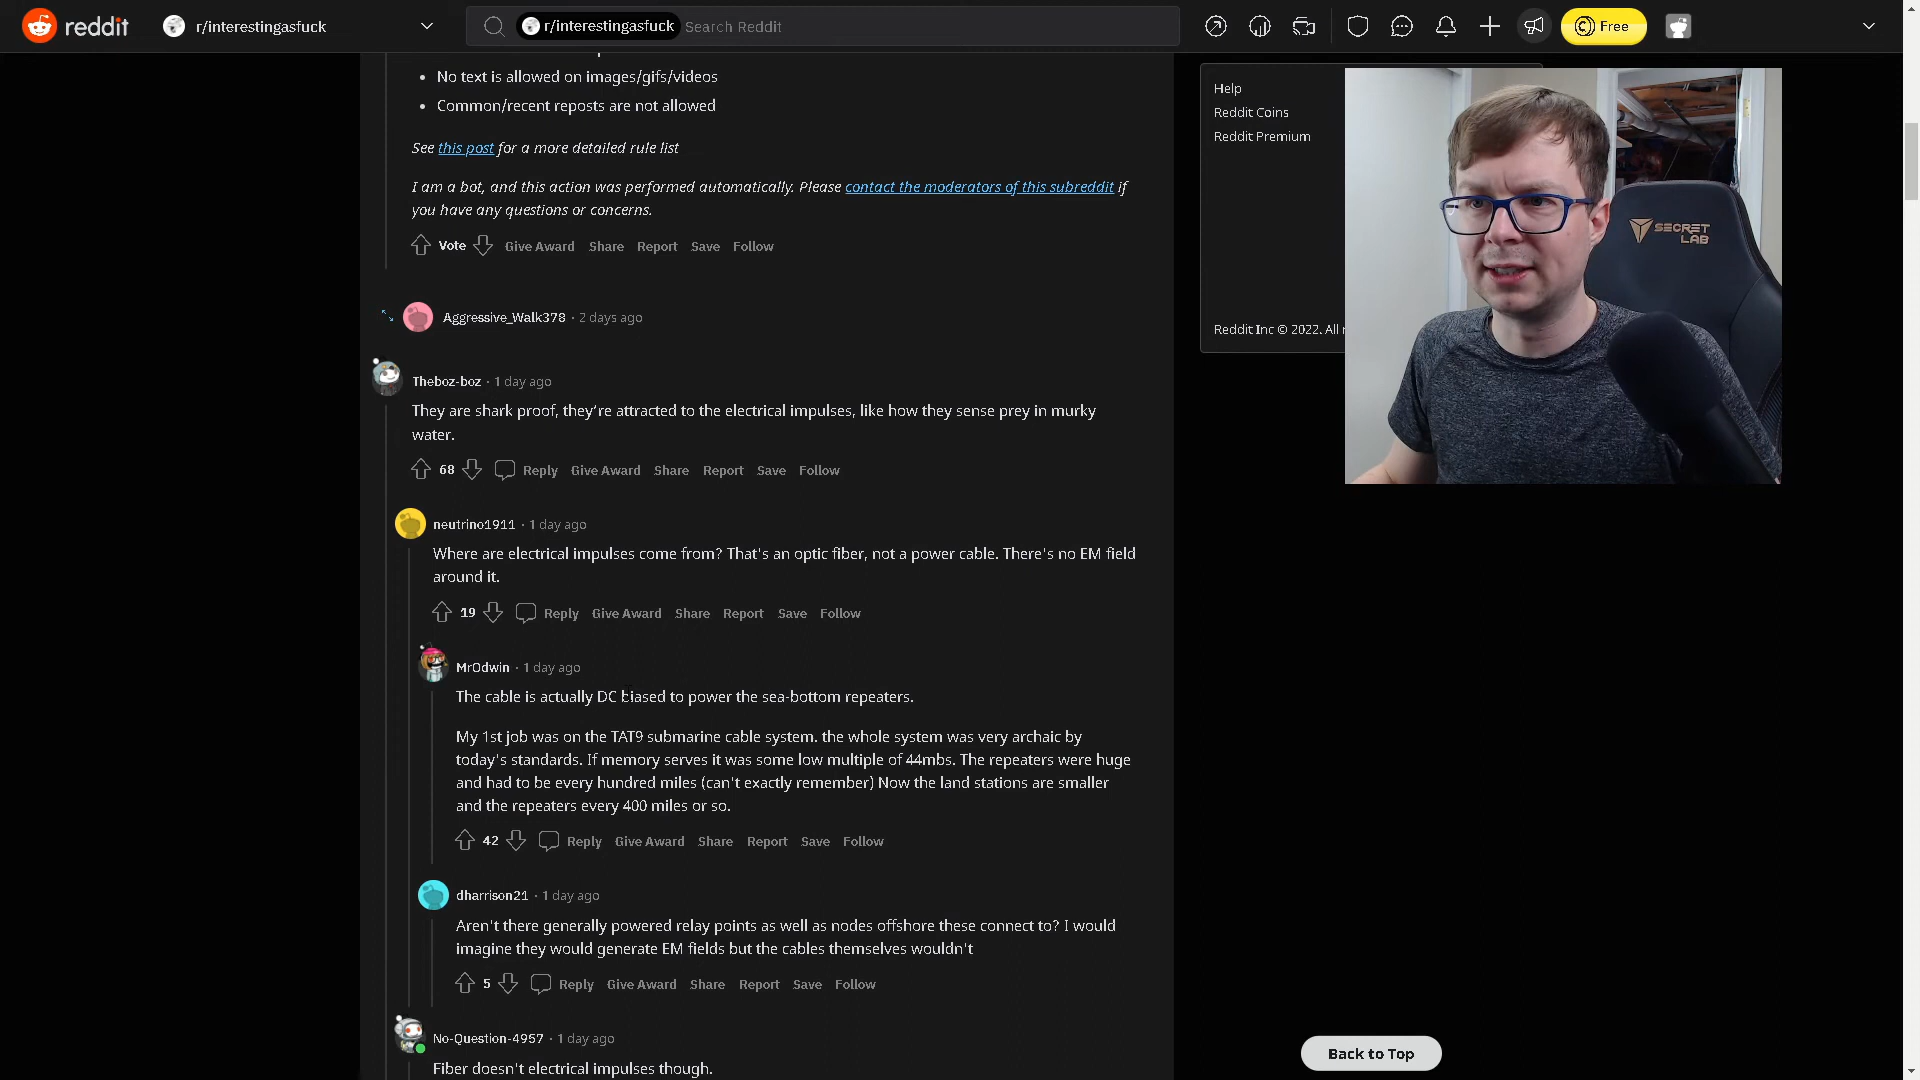 reddit
r/interestingasfuck
r/interestingasfuck
Search Reddit
Free
No text is allowed on images/gifs/videos
Common/recent reposts are not allowed
See this post for a more detailed rule list
I am a bot, and this action was performed automatically. Please contact the moderators of this subreddit if
you have any questions or concerns.
Vote Give Award Share Report Save Follow
Aggressive_Walk378 · 2 days ago
Theboz-boz · 1 day ago
They are shark proof, they're attracted to the electrical impulses, like how they sense prey in murky
water.
68 Reply Give Award Share Report Save Follow
neutrino1911 · 1 day ago
Where are electrical impulses come from? That's an optic fiber, not a power cable. There's no EM field
around it.
19 Reply Give Award Share Report Save Follow
MrOdwin · 1 day ago
The cable is actually DC biased to power the sea-bottom repeaters.
My 1st job was on the TAT9 submarine cable system. the whole system was very archaic by
today's standards. If memory serves it was some low multiple of 44mbs. The repeaters were huge
and had to be every hundred miles (can't exactly remember) Now the land stations are smaller
and the repeaters every 400 miles or so.
42 Reply Give Award Share Report Save Follow
dharrison21 · 1 day ago
Aren't there generally powered relay points as well as nodes offshore these connect to? I would
imagine they would generate EM fields but the cables themselves wouldn't
5 Reply Give Award Share Report Save Follow
No-Question-4957 · 1 day ago
Fiber doesn't electrical impulses though.
Help
Reddit Coins
Reddit Premium
Reddit Inc © 2022. All
SECRET
LAB
Back to Top